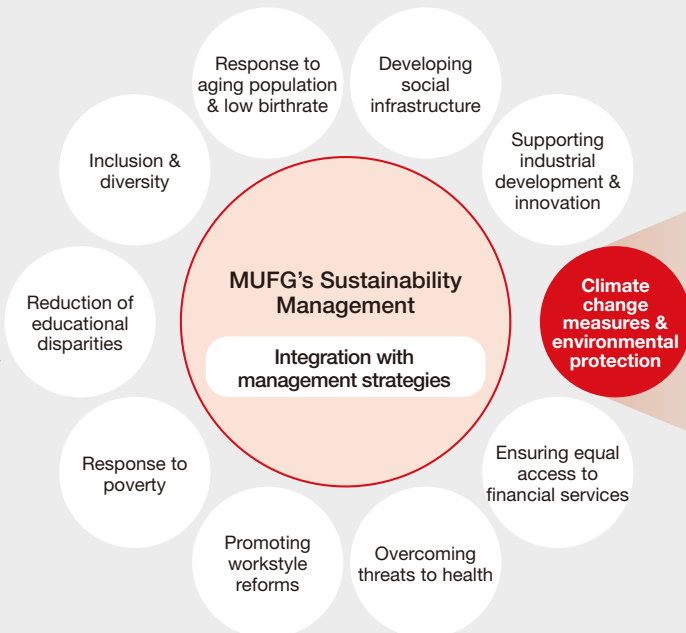 Response to
aging population
& low birthrate
Developing
social
infrastructure
Supporting
industrial
development &
innovation
Inclusion &
diversity
MUFG's Sustainability
Management
Integration with
management strategies
Climate
change
measures &
environmental
protection
Reduction of
educational
disparities
Ensuring equal
access to
financial services
Response to
poverty
Promoting
workstyle
reforms
Overcoming
threats to health